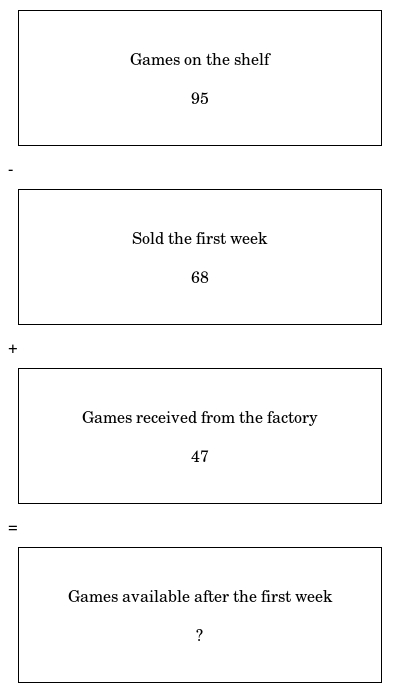 Games on the shelf
95
-
Sold the first week
68
+
Games received from the factory
47
=
Games available after the first week
?